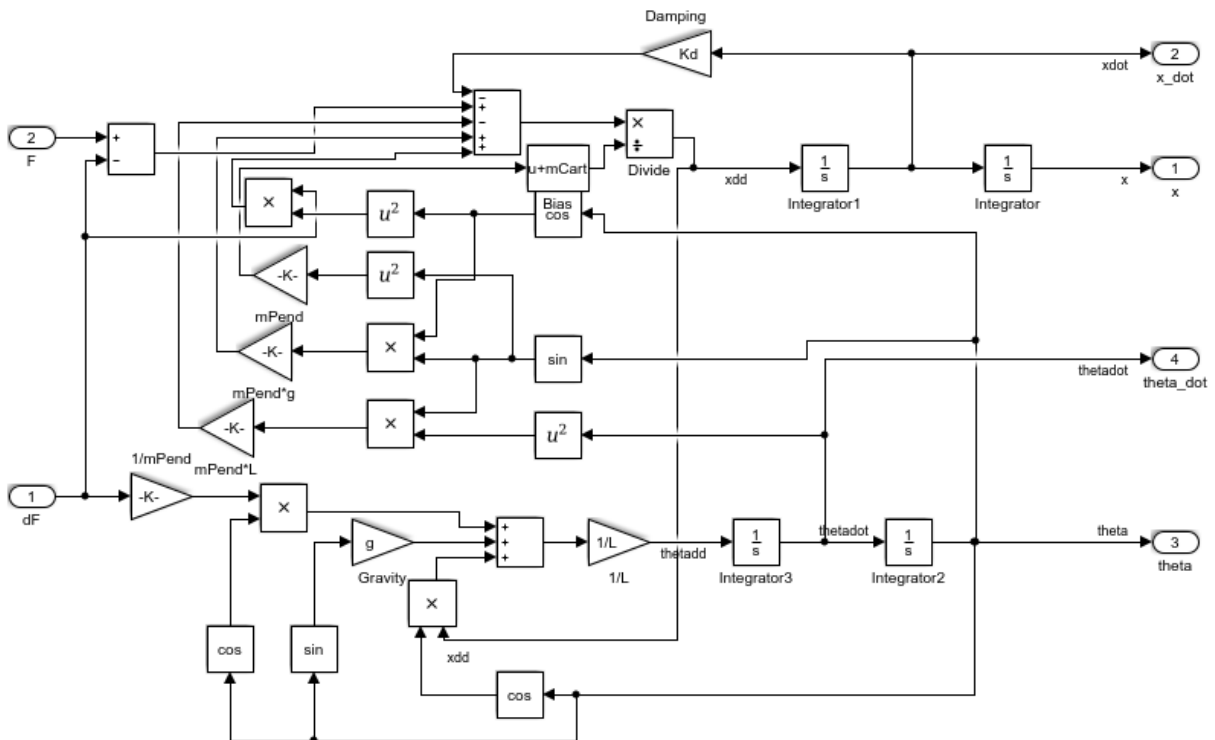 Damping
Kd
2
xdot
x_dot
−
+
−
+
+
+
−
2
F
×
÷
Divide
u+mCart
Bias
xdd
1
s
Integrator1
1
s
Integrator
x
1
x
×
u²
cos
-K-
mPend
u²
-K-
mPend*g
×
sin
thetadot
4
theta_dot
-K-
mPend*L
×
u²
1/mPend
1
dF
-K-
×
+
+
+
g
Gravity
1/L
1/L
thetadd
1
s
Integrator3
thetadot
1
s
Integrator2
theta
3
theta
×
xdd
cos
sin
cos